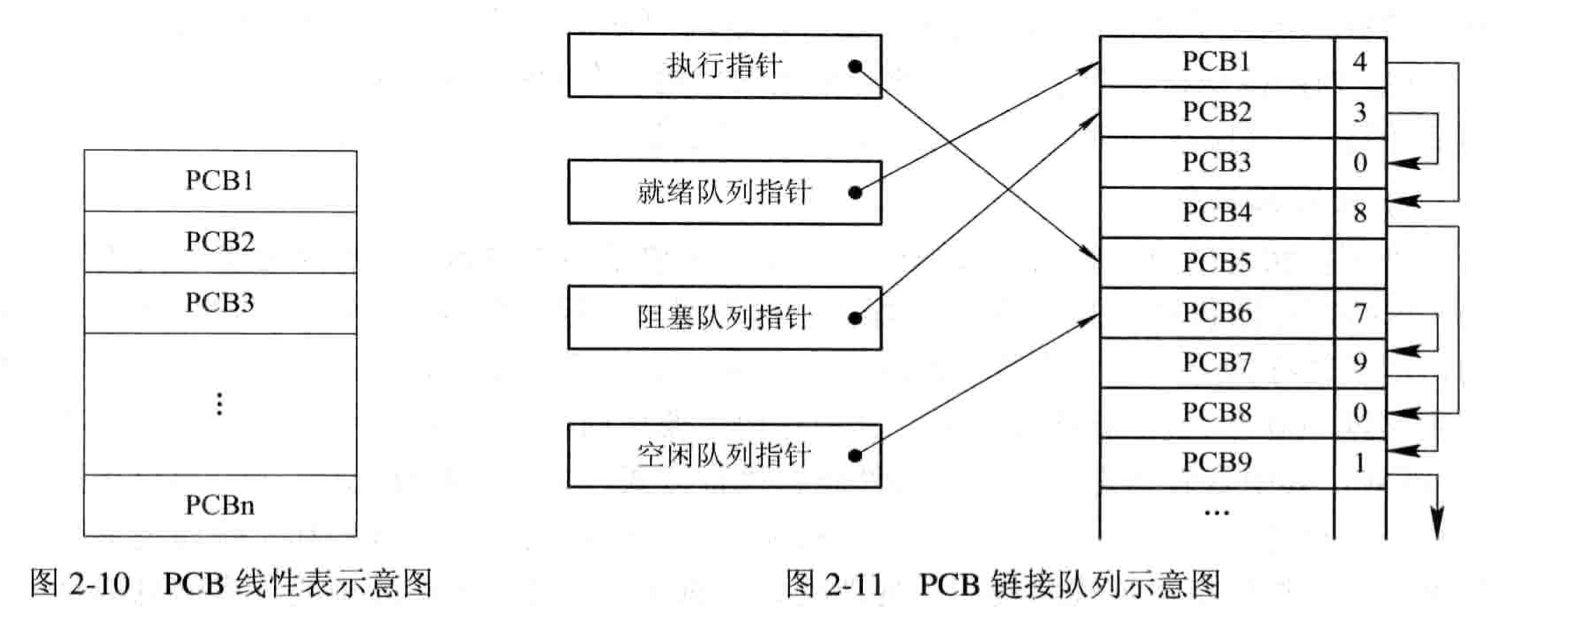 PCB1
PCB2
PCB3
⋮
PCBn
图 2-10 PCB 线性表示意图
执行指针
就绪队列指针
阻塞队列指针
空闲队列指针
PCB1 4
PCB2 3
PCB3 0
PCB4 8
PCB5
PCB6 7
PCB7 9
PCB8 0
PCB9 1
…
图 2-11 PCB 链接队列示意图